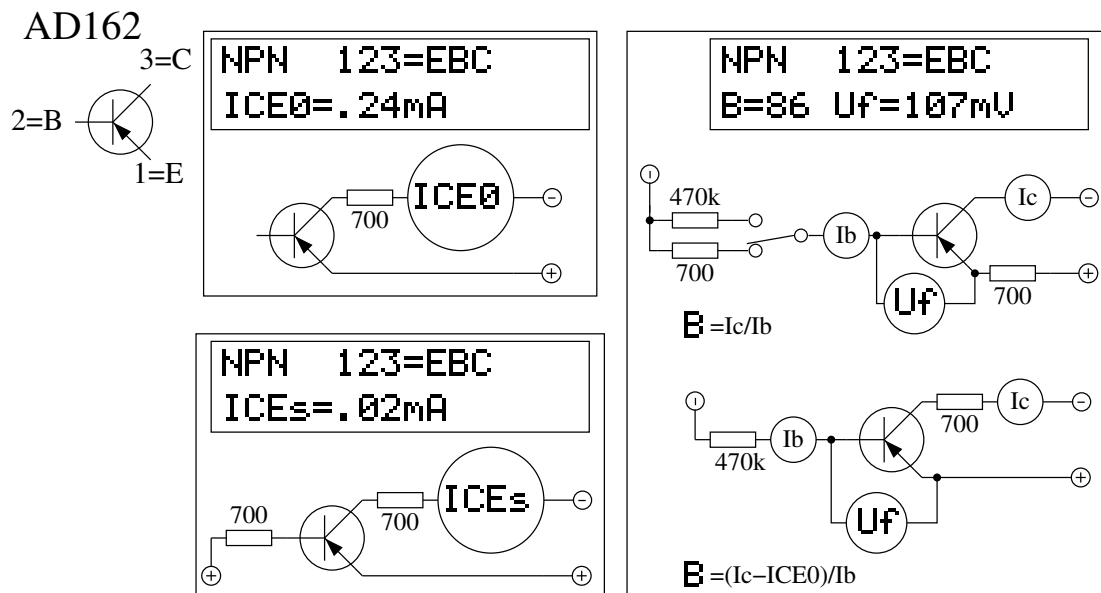 AD162
3=C
2=B
1=E
NPN 123=EBC
ICE0=.24mA
ICE0
700
−
+
NPN 123=EBC
ICEs=.02mA
ICEs
700
700
−
+
+
NPN 123=EBC
B=86 Uf=107mV
−
470k
700
Ib
Ic
−
+
700
Uf
B=Ic/Ib
−
470k
Ib
700
Ic
−
+
Uf
B=(Ic−ICE0)/Ib